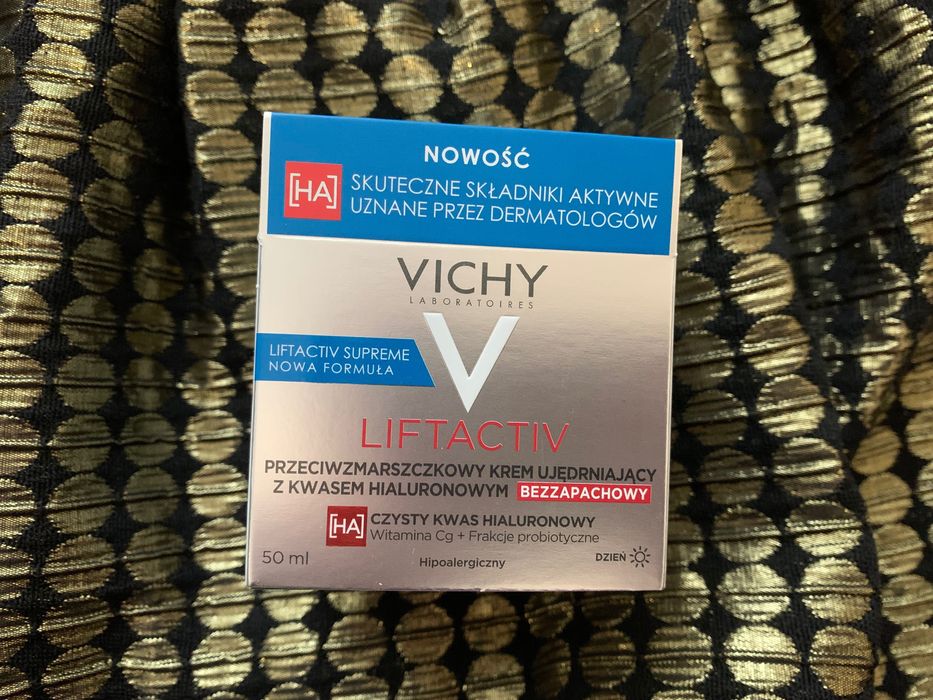 NOWOŚĆ
[HA]
SKUTECZNE SKŁADNIKI AKTYWNE
UZNANE PRZEZ DERMATOLOGÓW
VICHY
LABORATOIRES
LIFTACTIV SUPREME
NOWA FORMUŁA
V
LIFTACTIV
PRZECIWZMARSZCZKOWY KREM UJĘDRNIAJĄCY
Z KWASEM HIALURONOWYM BEZZAPACHOWY
[HA] CZYSTY KWAS HIALURONOWY
Witamina Cg + Frakcje probiotyczne
50 ml
Hipoalergiczny
DZIEŃ